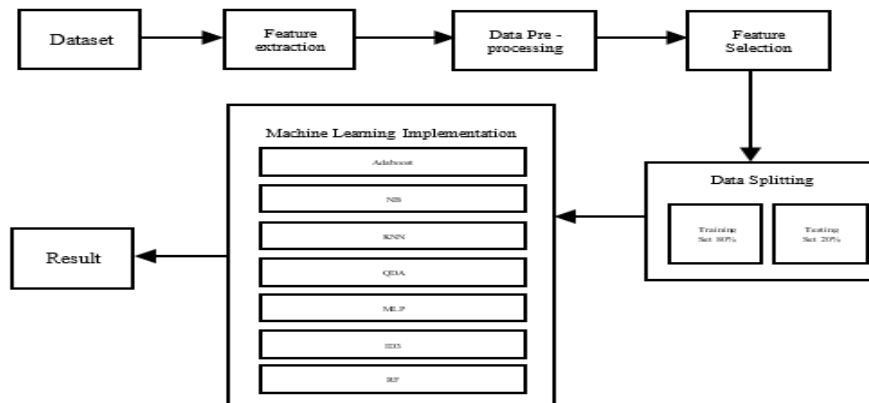 Dataset
Feature
extraction
Data Pre -
processing
Feature
Selection
Machine Learning Implementation
Adaboost
NB
KNN
QDA
MLP
ID3
RF
Data Splitting
Training
Set 80%
Testing
Set 20%
Result